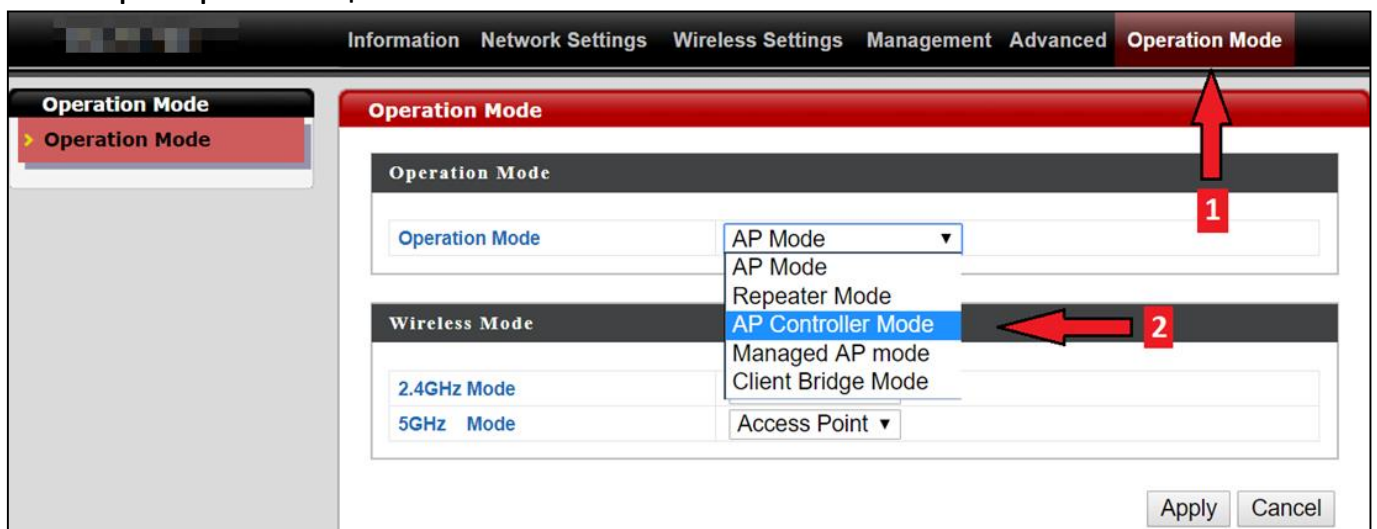 Information Network Settings Wireless Settings Management Advanced Operation Mode
Operation Mode
Operation Mode
Operation Mode
Operation Mode
1
Operation Mode AP Mode
AP Mode
Repeater Mode
Wireless Mode
AP Controller Mode
2
Managed AP mode
2.4GHz Mode
Client Bridge Mode
5GHz Mode Access Point
Apply Cancel